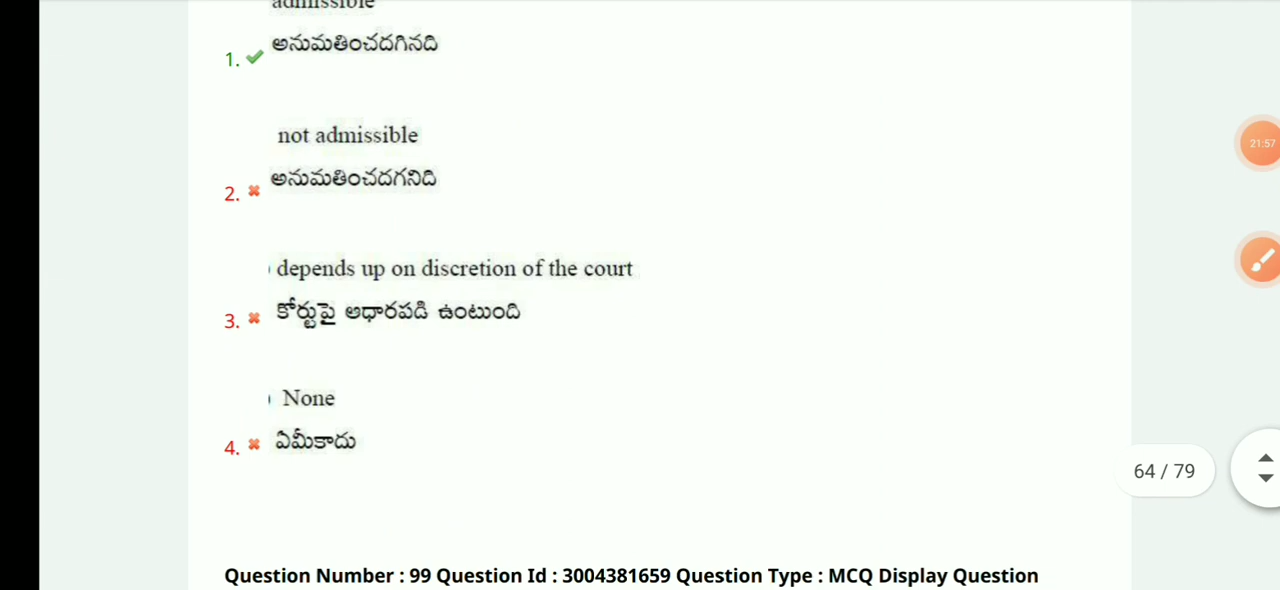 admissible
అనుమతించదగినది
1.
not admissible
అనుమతించదగనిది
2.
depends up on discretion of the court
కోర్టుపై ఆధారపడి ఉంటుంది
3.
None
ఏమీకాదు
4.
21:57
64 / 79
Question Number : 99 Question Id : 3004381659 Question Type : MCQ Display Question